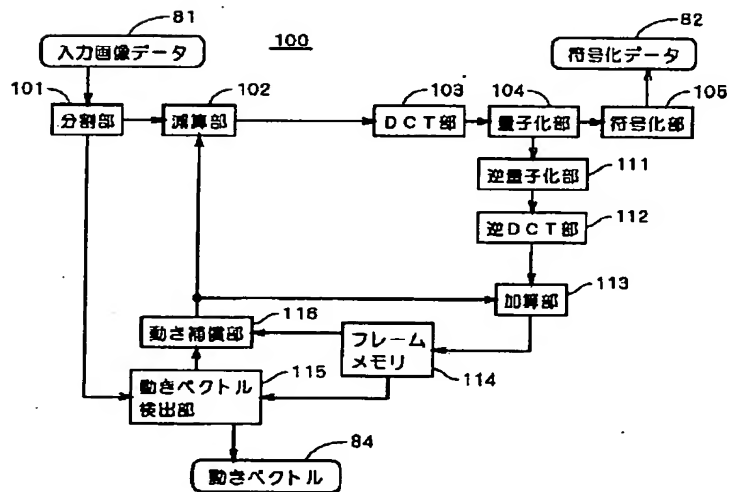 81
入力画像データ
100
82
符号化データ
101
分割部
102
減算部
103
DCT部
104
量子化部
105
符号化部
逆量子化部
111
逆DCT部
112
加算部
113
動き補償部
116
フレーム
メモリ
114
動きベクトル
検出部
115
84
動きベクトル